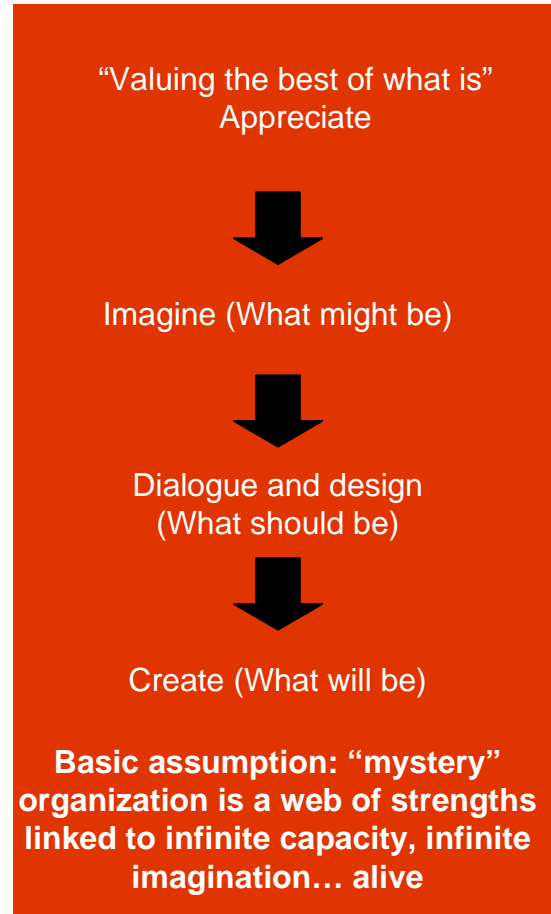 “Valuing the best of what is”
Appreciate
Imagine (What might be)
Dialogue and design
(What should be)
Create (What will be)
Basic assumption: “mystery”
organization is a web of strengths
linked to infinite capacity, infinite
imagination… alive